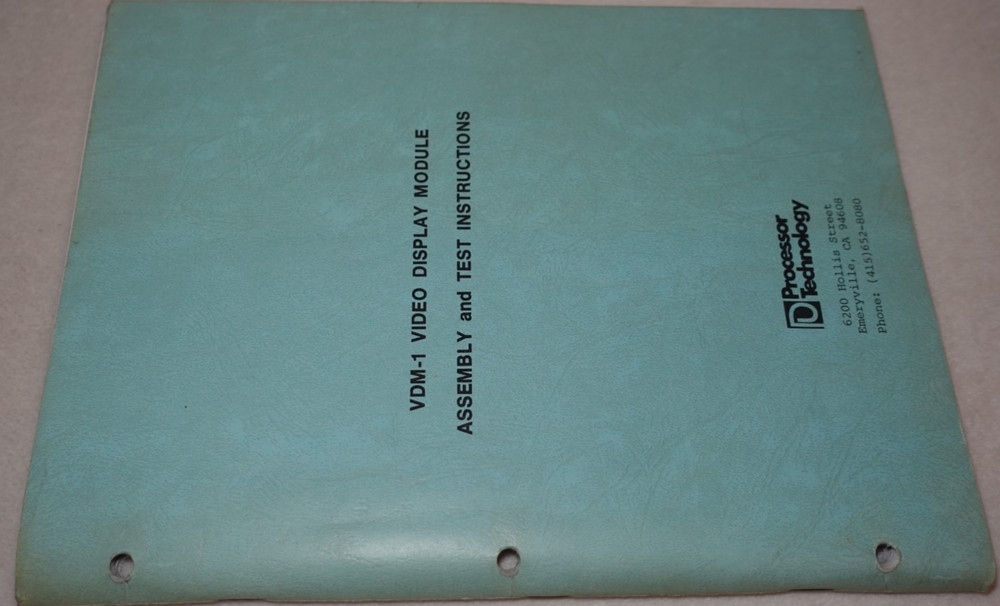 VDM-1 VIDEO DISPLAY MODULE
ASSEMBLY and TEST INSTRUCTIONS
Processor
Technology
6200 Hollis Street
Emeryville, CA 94608
Phone: (415)652-8080